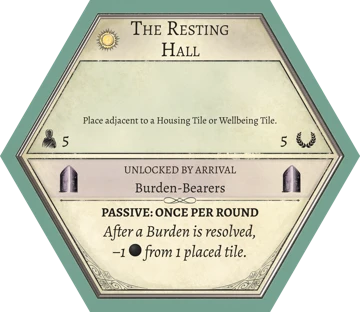 The Resting
Hall
Place adjacent to a Housing Tile or Wellbeing Tile.
5 5
UNLOCKED BY ARRIVAL
Burden-Bearers
PASSIVE: ONCE PER ROUND
After a Burden is resolved,
–1 from 1 placed tile.